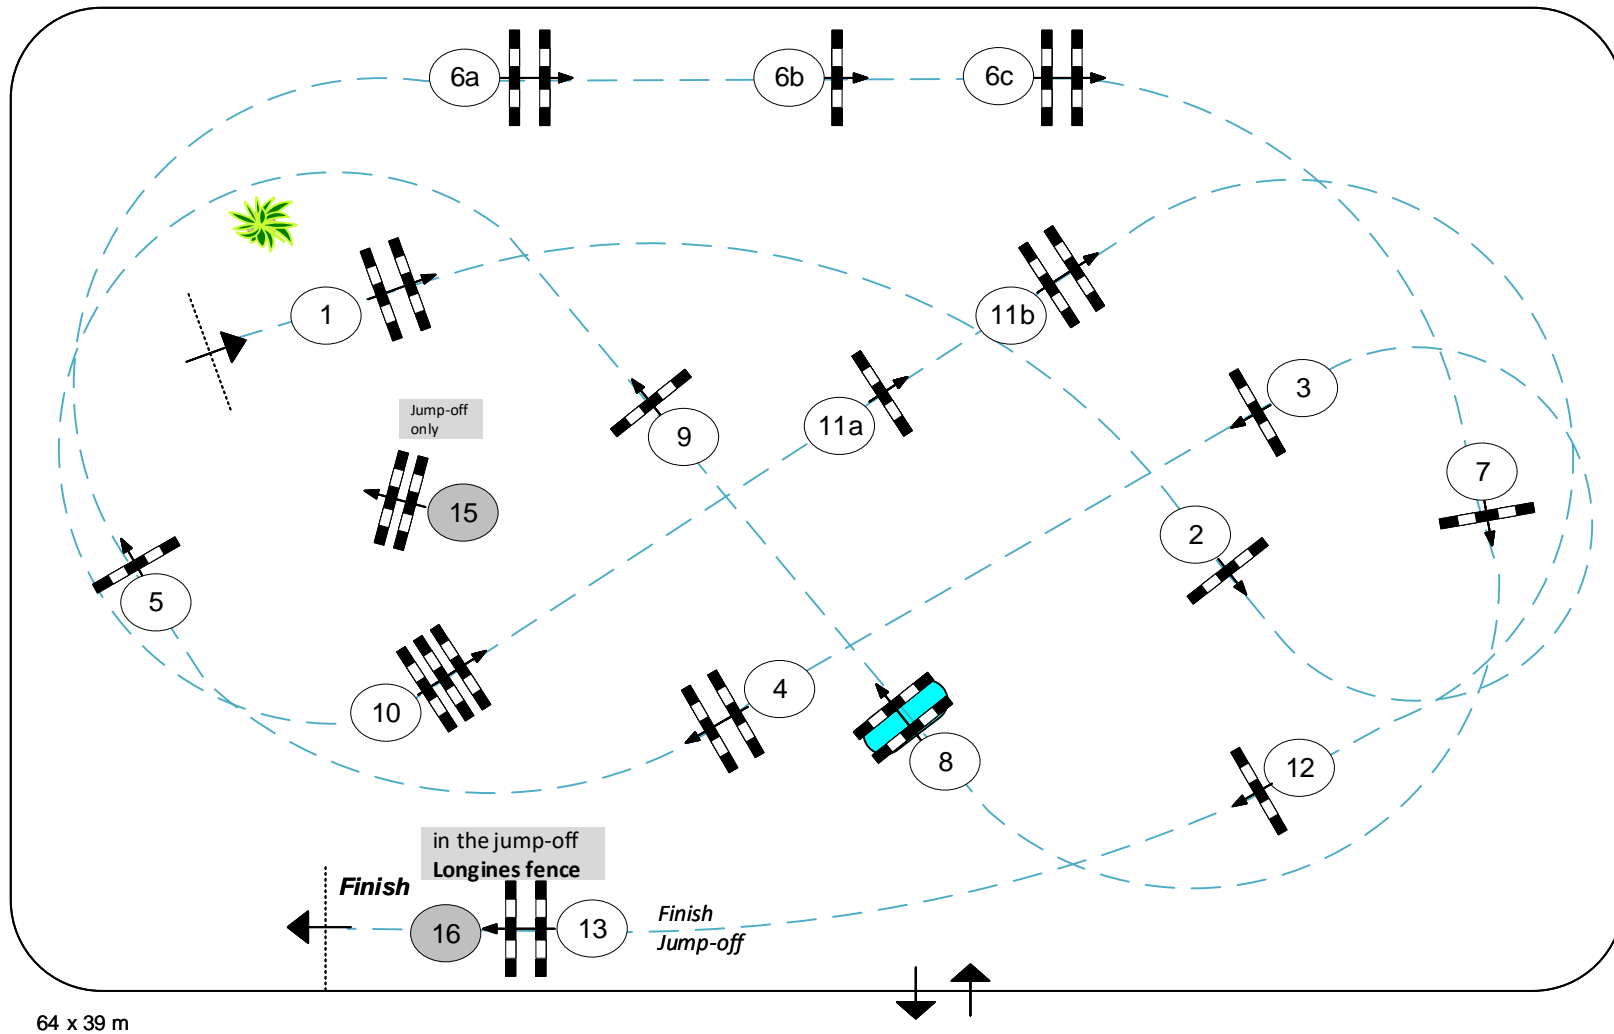 6a
6b
6c
1
11b
3
Jump-off
only
11a
9
7
15
2
5
4
10
8
12
in the jump-off
Longines fence
Finish
16
13
Finish
Jump-off
64 x 39 m